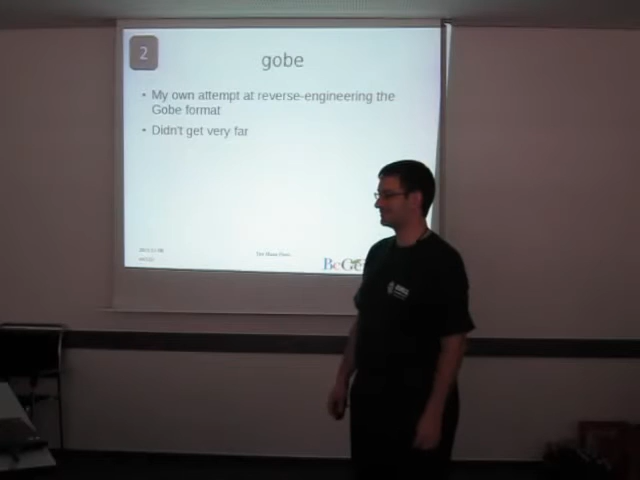 2
gobe
• My own attempt at reverse-engineering the
Gobe format
• Didn't get very far